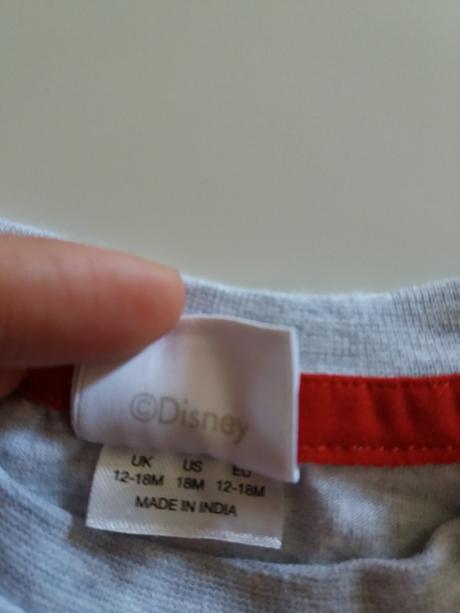 ©Disney
UK US EU
12-18M 18M 12-18M
MADE IN INDIA